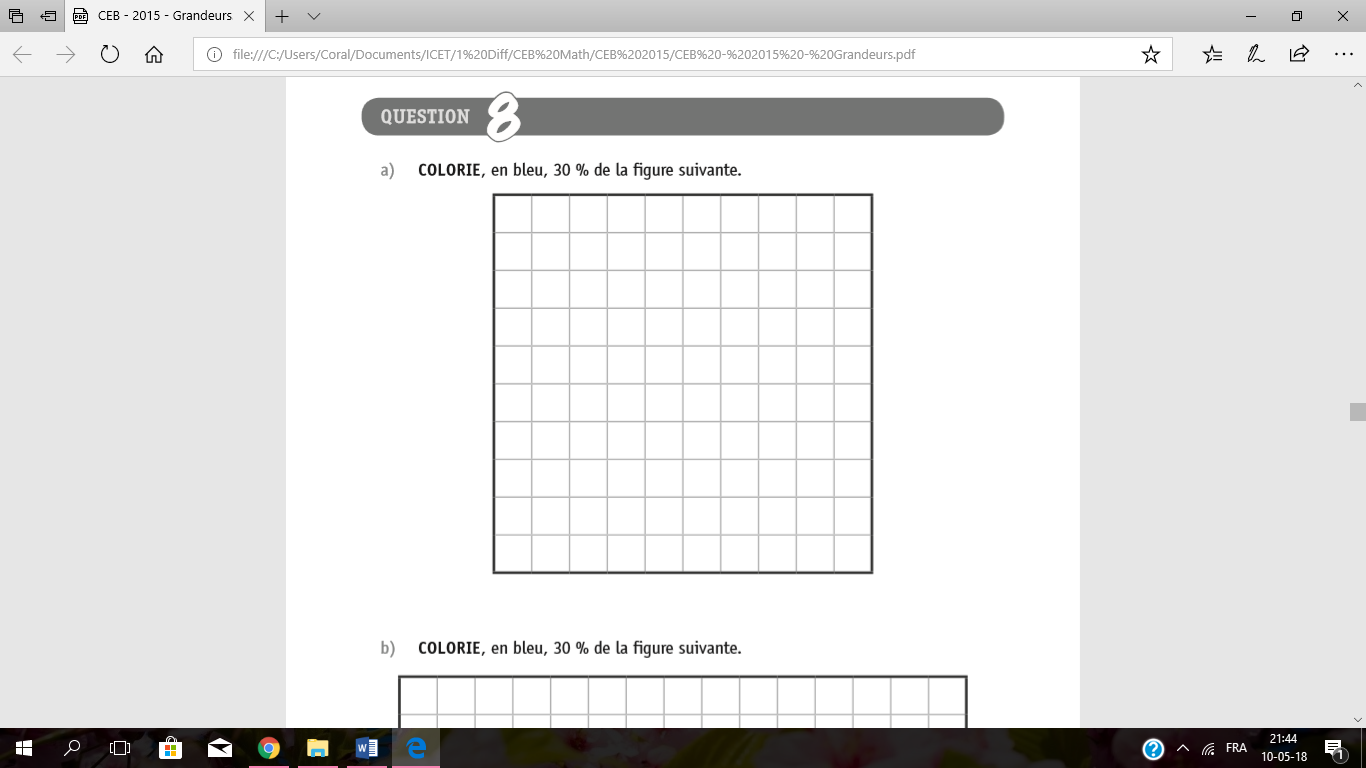 CEB - 2015 - Grandeurs
file:///C:/Users/Coral/Documents/ICET/1%20Diff/CEB%20Math/CEB%202015/CEB%20-%202015%20-%20Grandeurs.pdf
QUESTION 8
a) COLORIE, en bleu, 30 % de la figure suivante.
b) COLORIE, en bleu, 30 % de la figure suivante.
FRA
21:44
10-05-18
1